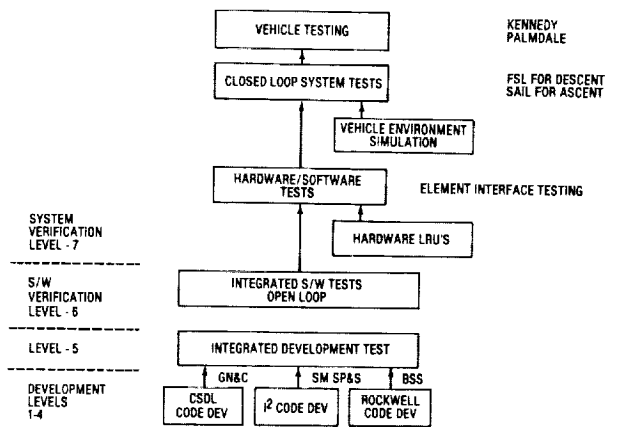 VEHICLE TESTING
KENNEDY
PALMDALE
CLOSED LOOP SYSTEM TESTS
FSL FOR DESCENT
SAIL FOR ASCENT
VEHICLE ENVIRONMENT
SIMULATION
HARDWARE/SOFTWARE
TESTS
ELEMENT INTERFACE TESTING
SYSTEM
VERIFICATION
LEVEL - 7
HARDWARE LRU'S
S/W
VERIFICATION
LEVEL - 6
INTEGRATED S/W TESTS
OPEN LOOP
LEVEL - 5
INTEGRATED DEVELOPMENT TEST
GN&C
SM SP&S
BSS
DEVELOPMENT
LEVELS
1-4
CSDL
CODE DEV
I² CODE DEV
ROCKWELL
CODE DEV